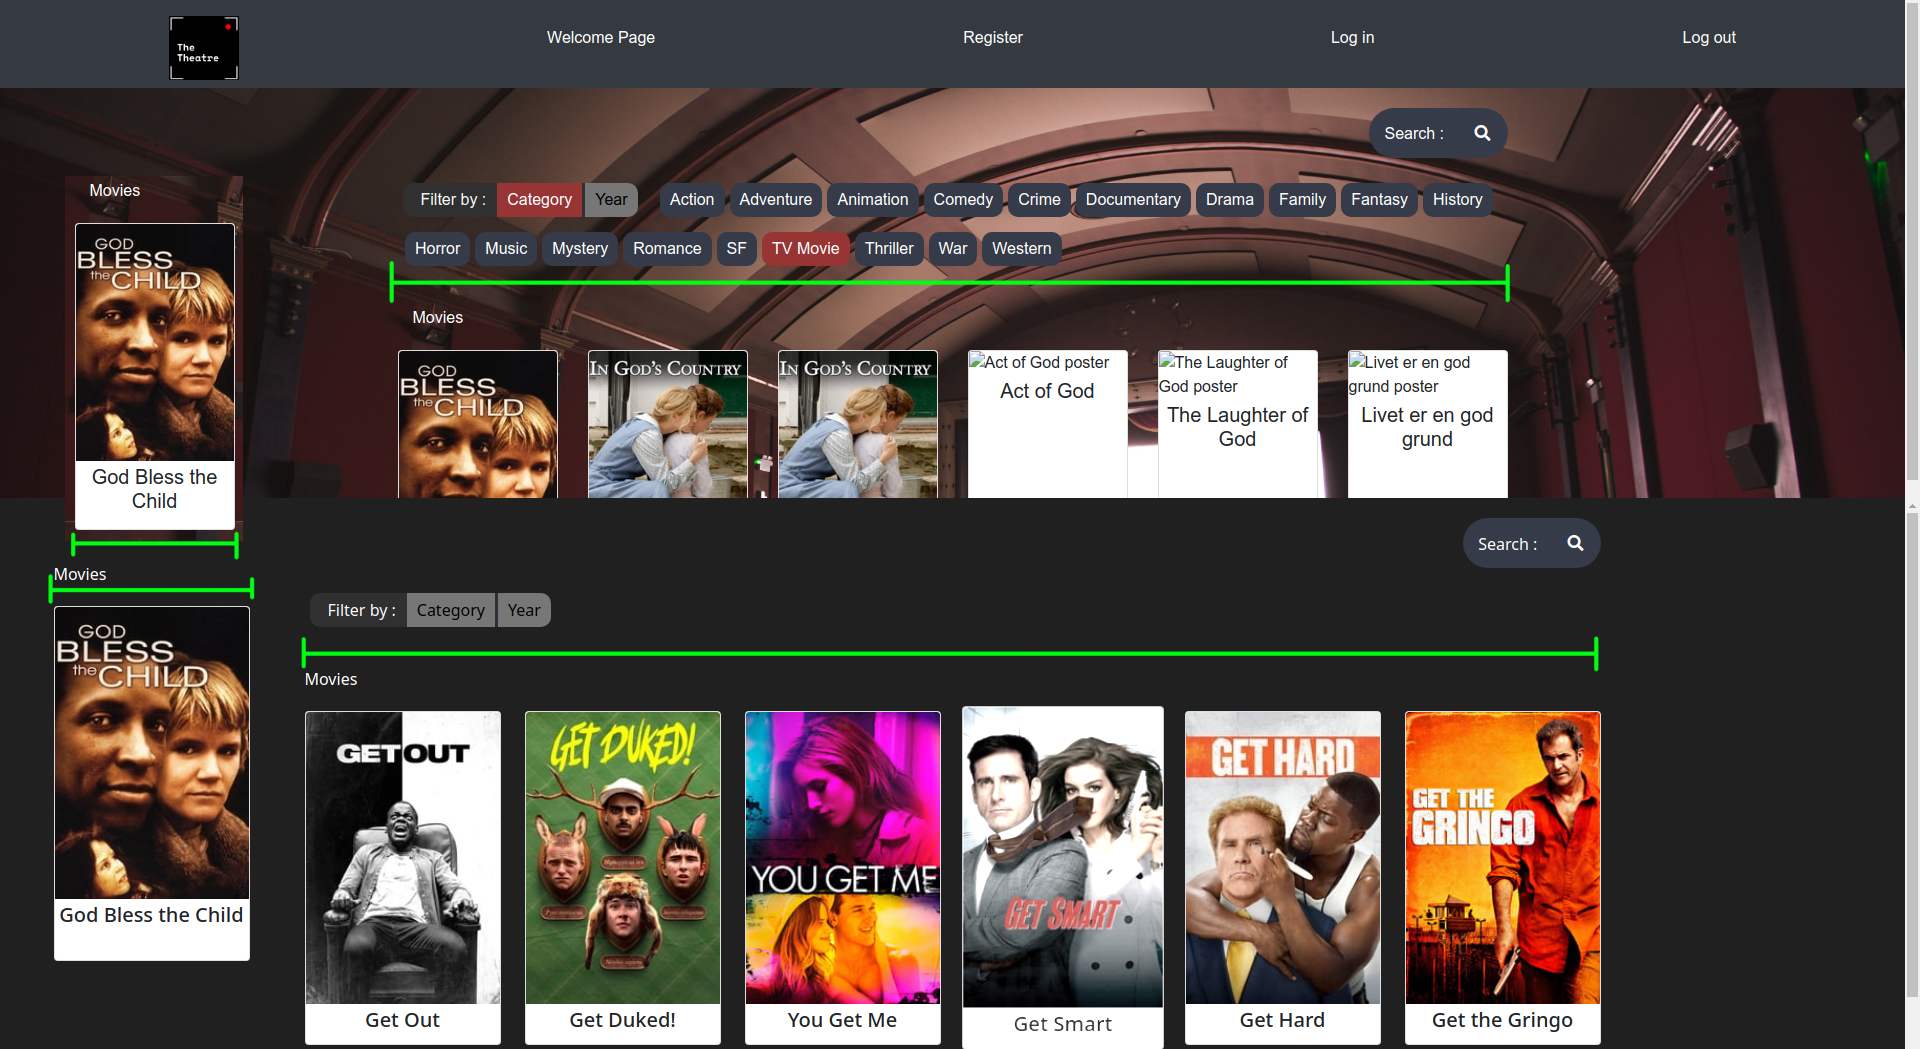 The
Theatre
Welcome Page
Register
Log in
Log out
Search :
Movies
GOD
BLESS
the CHILD
God Bless the
Child
Filter by :
Category
Year
Action
Adventure
Animation
Comedy
Crime
Documentary
Drama
Family
Fantasy
History
Horror
Music
Mystery
Romance
SF
TV Movie
Thriller
War
Western
Movies
GOD
BLESS
the CHILD
IN GOD'S COUNTRY
IN GOD'S COUNTRY
Act of God poster
Act of God
The Laughter of
God poster
The Laughter of
God
Livet er en god
grund poster
Livet er en god
grund
Search :
Movies
GOD
BLESS
the CHILD
God Bless the Child
Filter by :
Category
Year
Movies
GET OUT
Get Out
GET DUKED!
Get Duked!
YOU GET ME
You Get Me
GET SMART
Get Smart
GET HARD
Get Hard
GET THE
GRINGO
Get the Gringo